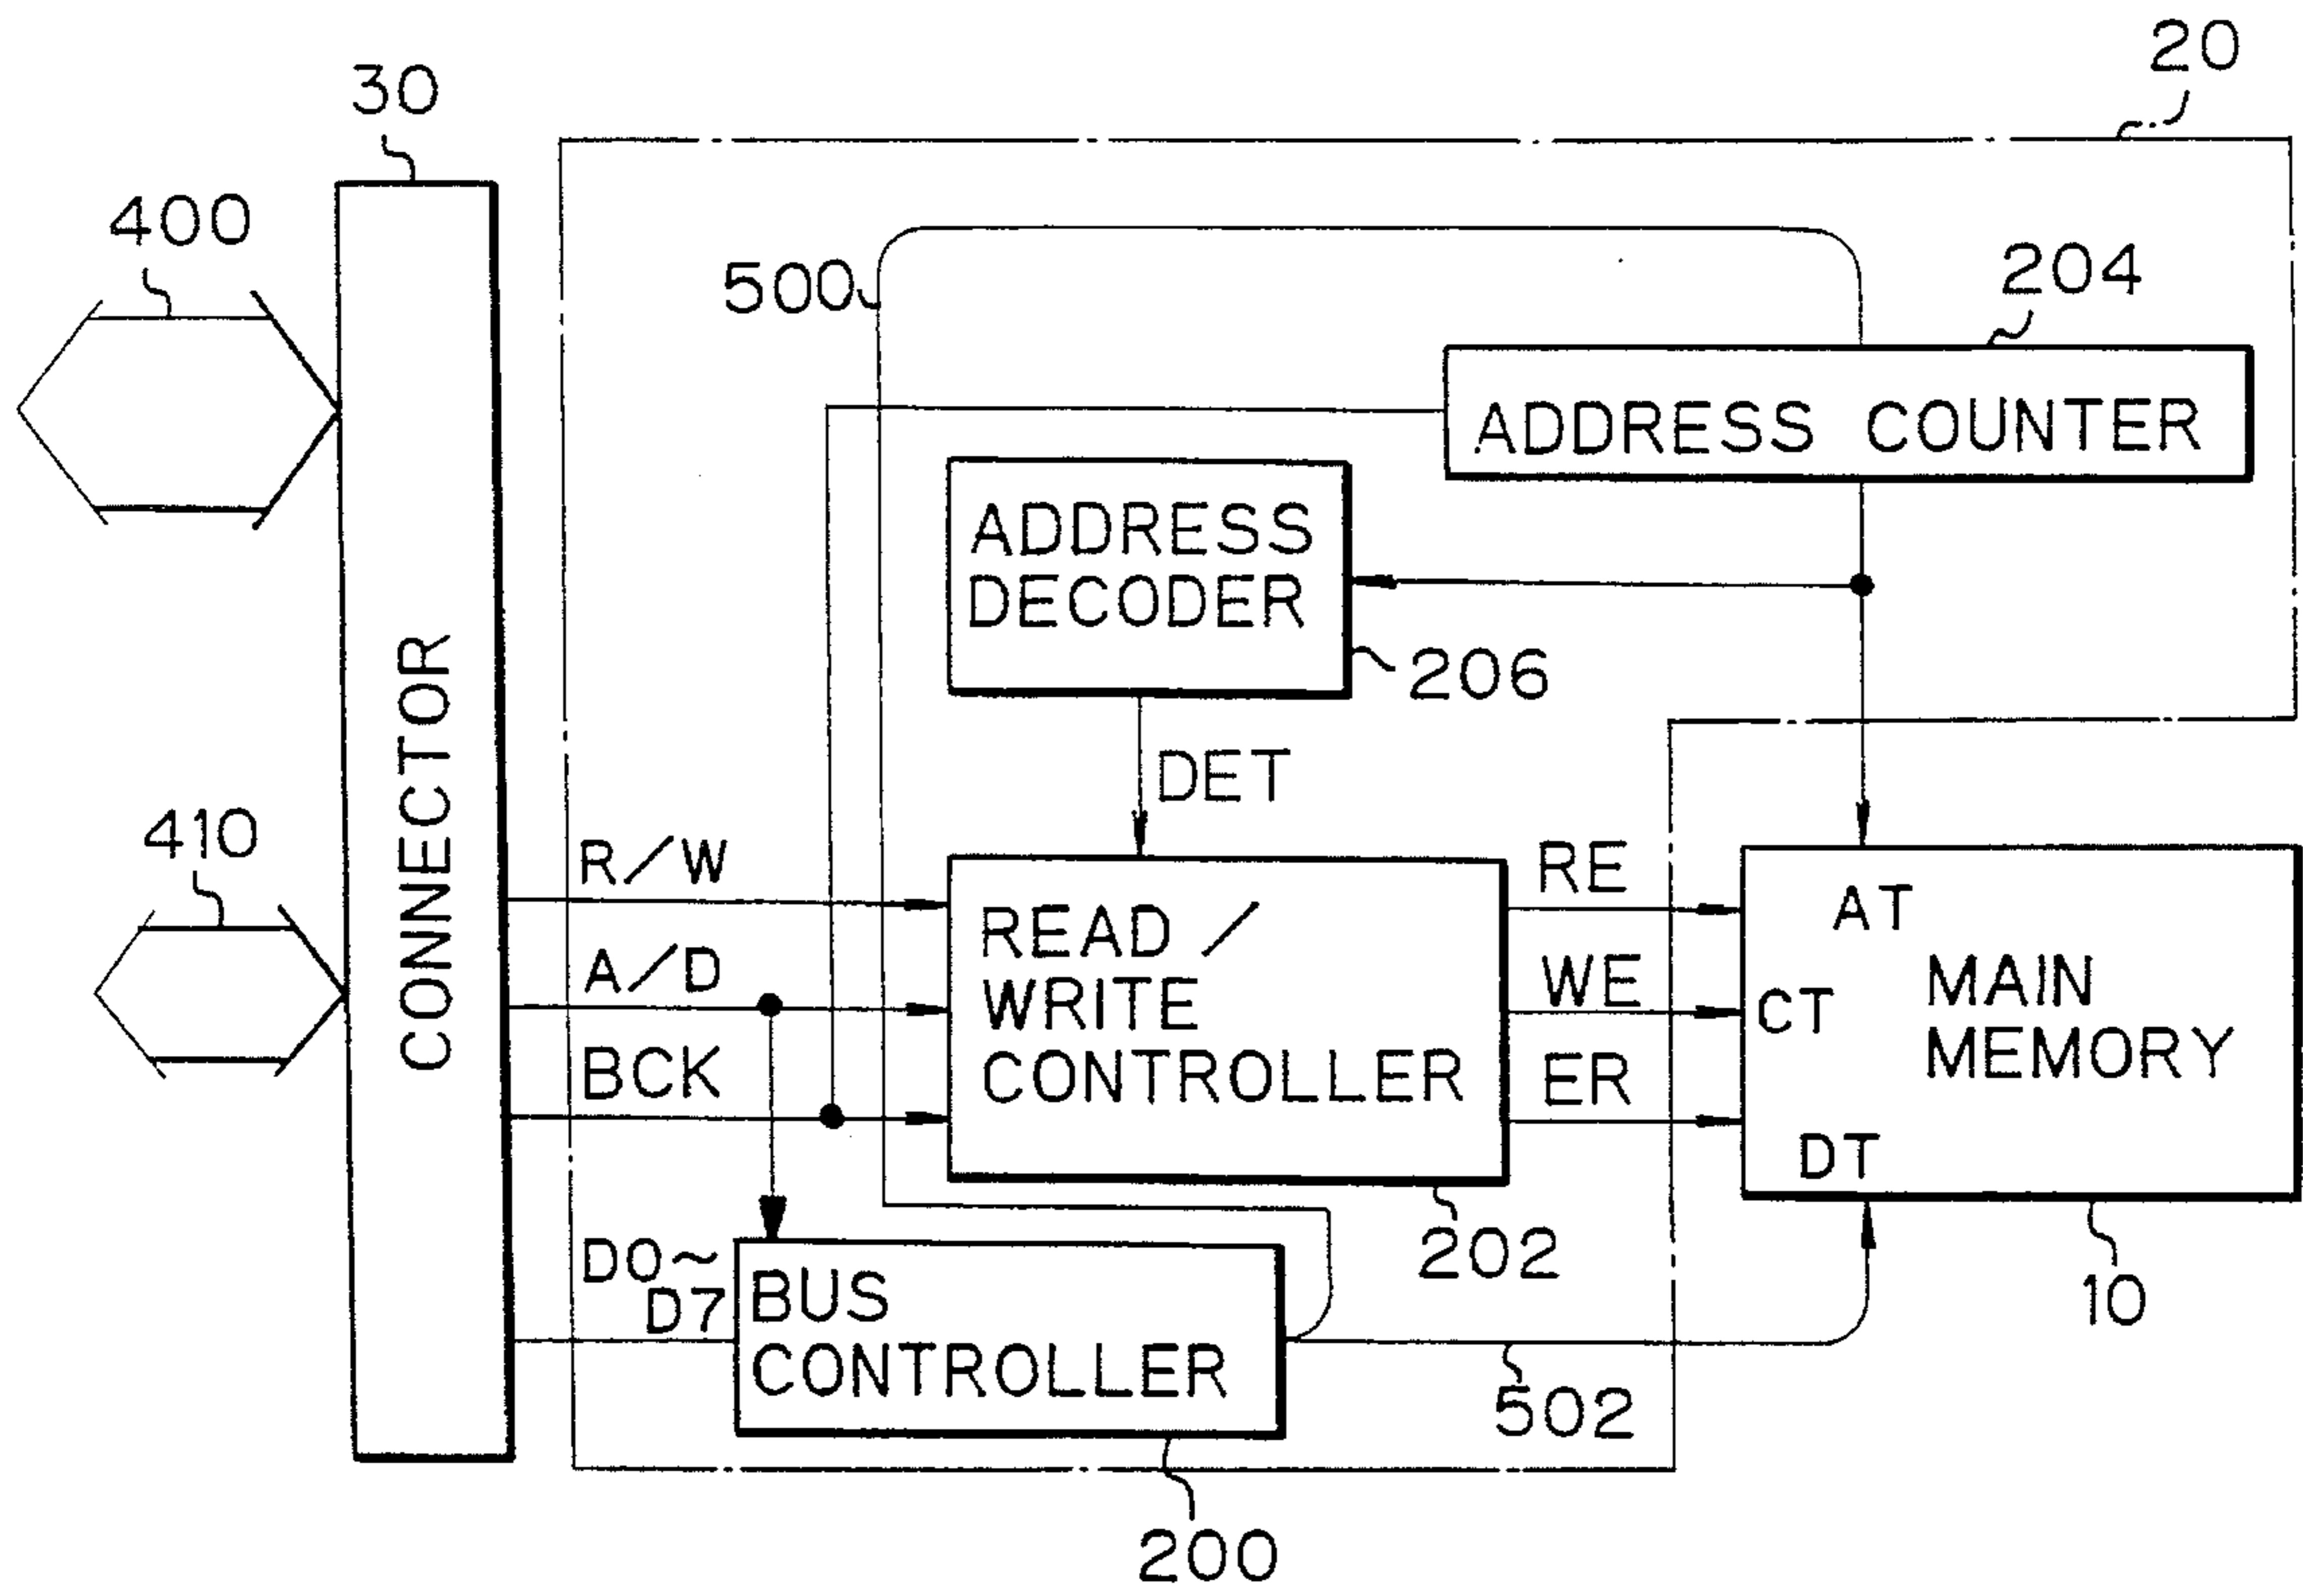 20
30
400
500
204
ADDRESS COUNTER
ADDRESS
DECODER
206
DET
410
CONNECTOR
R/W
A/D
BCK
READ /
WRITE
CONTROLLER
RE
WE
ER
AT
CT
DT
MAIN
MEMORY
202
10
D0~
D7
BUS
CONTROLLER
502
200